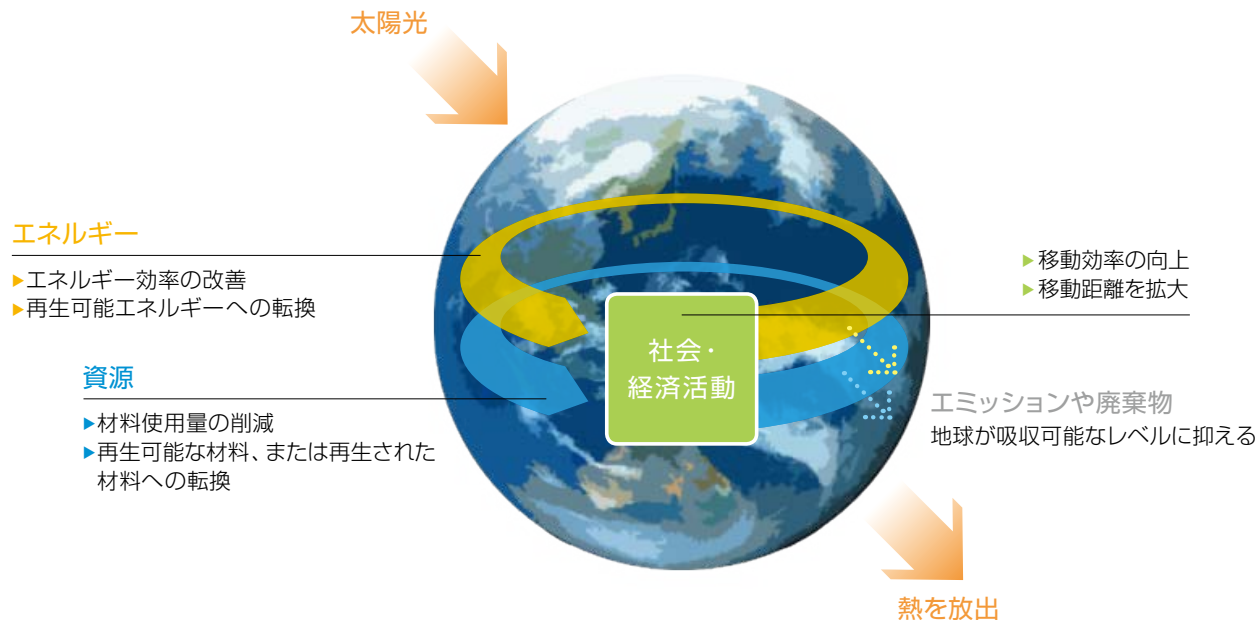 太陽光
エネルギー
▶エネルギー効率の改善
▶再生可能エネルギーへの転換
資源
▶材料使用量の削減
▶再生可能な材料、または再生された
材料への転換
社会・
経済活動
▶移動効率の向上
▶移動距離を拡大
エミッションや廃棄物
地球が吸収可能なレベルに抑える
熱を放出